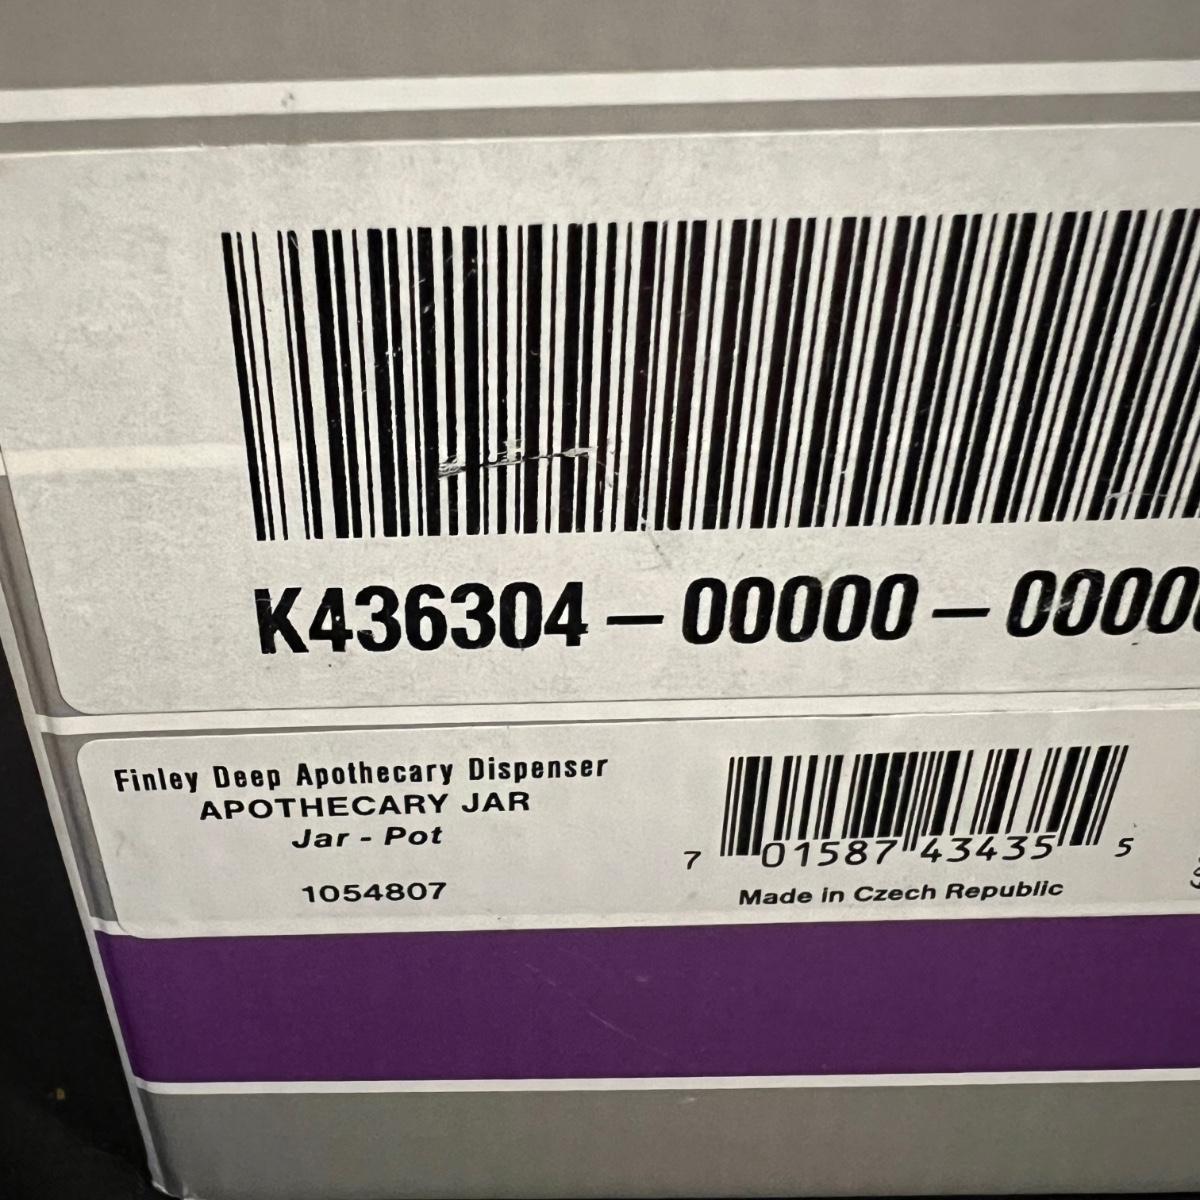 K436304-00000-0000
Finley Deep Apothecary Dispenser
APOTHECARY JAR
Jar - Pot
1054807
7 01587 43435 5
Made in Czech Republic